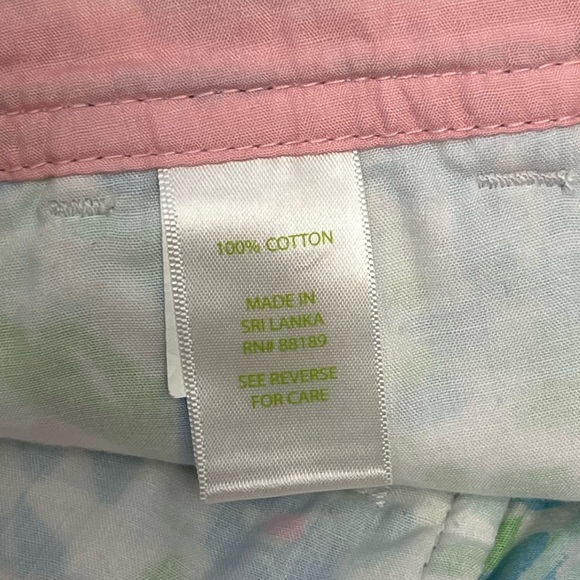 100% COTTON
MADE IN
SRI LANKA
RN# 88189
SEE REVERSE
FOR CARE